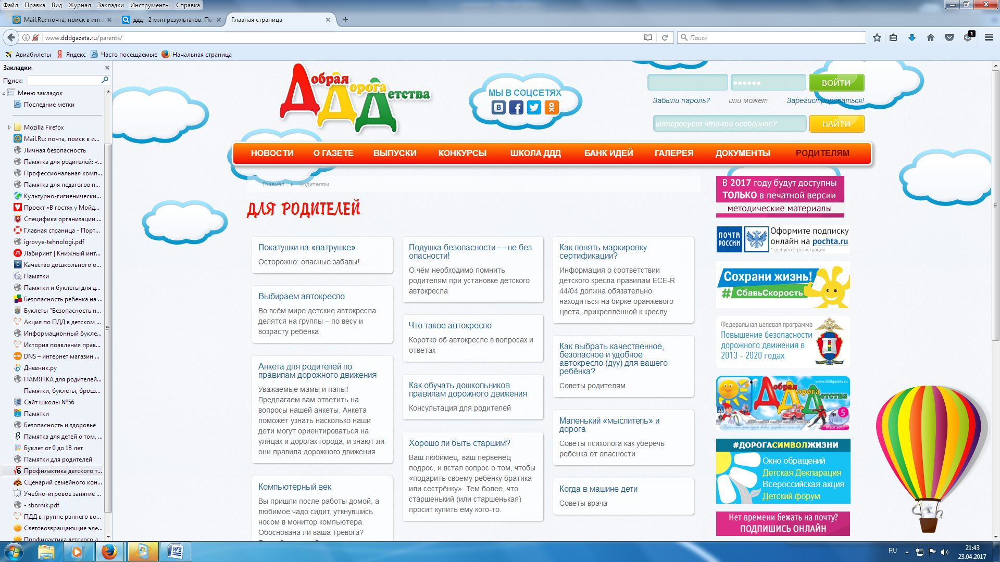 Файл Правка Вид Журнал Закладки Инструменты Справка
Mail.Ru: почта, поиск в инте
ддд - 2 млн результатов. По
Главная страница
www.dddgazeta.ru/parents/
Поиск
1
Авиабилеты Яндекс Часто посещаемые Начальная страница
Закладки
Поиск:
Меню закладок
Последние метки
Mozilla Firefox
Mail.Ru: почта, поиск в и...
Личная безопасность
Памятка для родителей: «...
Профессиональная комп...
Памятка для педагогов п...
Культурно-гигиенически...
Проект «В гостях у Мойд...
Специфика организации ...
Главная страница - Порт...
igrovye-tehnologi.pdf
Лабиринт | Книжный инт...
Качество дошкольного о...
Памятки
Памятки и буклеты для д...
Безопасность ребенка на ...
Буклеты "Безопасность н...
Акция по ПДД в детском ...
Информационный букле...
История появления прав...
DNS – интернет магазин ...
Дневник.ру
ПАМЯТКА для родителей...
Памятки, буклеты, брош...
Сайт школы №56
Памятки
Безопасность и здоровье
Памятка для детей о том, ...
Буклет от 0 до 18 лет
Памятки для родителей
Профилактика детского т...
Сценарий семейного кон...
Учебно-игровое занятие ...
- sbornik.pdf
ПДД в группе раннего во...
Световозвращающие эле...
Профилактика детского д...
Добрая Дорога Детства
МЫ В СОЦСЕТЯХ
ВОЙТИ
Забыли пароль? или может Зарегистрироваться!
интересует что-то особенное?
НАЙТИ
НОВОСТИ О ГАЗЕТЕ ВЫПУСКИ КОНКУРСЫ ШКОЛА ДДД БАНК ИДЕЙ ГАЛЕРЕЯ ДОКУМЕНТЫ РОДИТЕЛЯМ
Главная Родителям
ДЛЯ РОДИТЕЛЕЙ
Покатушки на «ватрушке»
Осторожно: опасные забавы!
Выбираем автокресло
Во всём мире детские автокресла
делятся на группы – по весу и
возрасту ребёнка
Анкета для родителей по
правилам дорожного движения
Уважаемые мамы и папы!
Предлагаем вам ответить на
вопросы нашей анкеты. Анкета
поможет узнать насколько наши
дети могут ориентироваться на
улицах и дорогах города, и знают ли
они правила дорожного движения
Компьютерный век
Вы пришли после работы домой, а
любимое чадо сидит, уткнувшись
носом в монитор компьютера.
Обоснована ли ваша тревога?
Подушка безопасности — не без
опасности!
О чём необходимо помнить
родителям при установке детского
автокресла
Что такое автокресло
Коротко об автокресле в вопросах и
ответах
Как обучать дошкольников
правилам дорожного движения
Консультация для родителей
Хорошо ли быть старшим?
Ваш любимец, ваш первенец
подрос, и встал вопрос о том, чтобы
«подарить своему ребёнку братика
или сестрёнку». Тем более, что
старшенький (или старшенькая)
просит купить ему кого-то.
Как понять маркировку
сертификации?
Информация о соответствии
детского кресла правилам ECE-R
44/04 должна обязательно
находиться на бирке оранжевого
цвета, прикреплённой к креслу
Как выбрать качественное,
безопасное и удобное
автокресло (дуу) для вашего
ребёнка?
Советы родителям
Маленький «мыслитель» и
дорога
Советы психолога как уберечь
ребенка от опасности
Когда в машине дети
Советы врача
В 2017 году будут доступны
ТОЛЬКО в печатной версии
методические материалы
ПОЧТА РОССИИ
Оформите подписку
онлайн на pochta.ru
* требуется регистрация
Сохрани жизнь!
# СбавьСкорость
Федеральная целевая программа
Повышение безопасности
дорожного движения в
2013 - 2020 годах
www.dddgazeta.ru
Добрая Дорога Детства
№ 5
(383)
Март 2017
#ДОРОГАСИМВОЛЖИЗНИ
Окно обращений
Детская Декларация
Всероссийская акция
Детский форум
Нет времени бежать на почту?
ПОДПИШИСЬ ОНЛАЙН
RU
21:43
23.04.2017